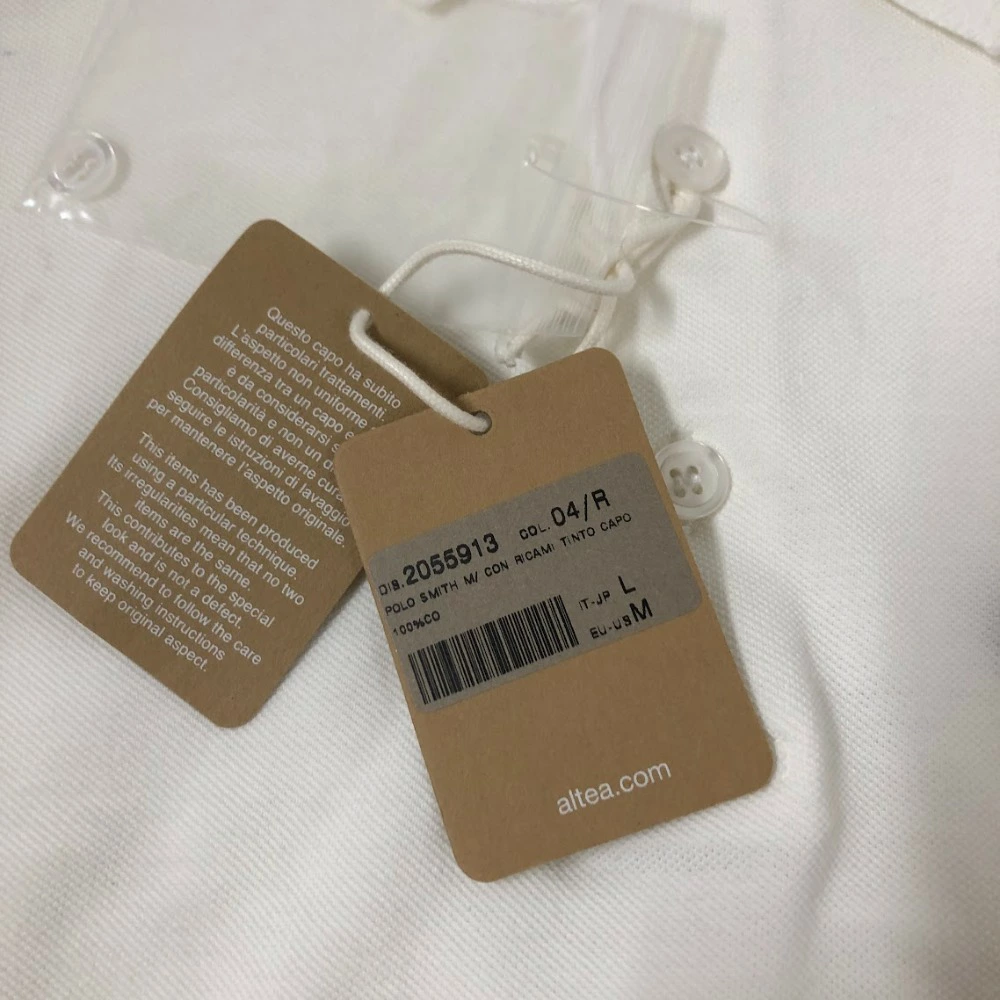 Questo capo ha subito
particolari trattamenti.
L'aspetto non uniforme
differenza tra un capo e
è da considerarsi
particolarità e non un
Consigliamo di averne cura
seguire le istruzioni di lavaggio
per mantenere l'aspetto originale.
This items has been produced
using a particular technique.
Its irregularities mean that no two
items are the same.
This contributes to the special
look and is not a defect.
We recommend to follow the care
and washing instructions
to keep original aspect.
DIS.2055913 COL.04/R
POLO SMITH M/ CON RICAMI TINTO CAPO
100%CO
IT-JP L
EU-US M
altea.com